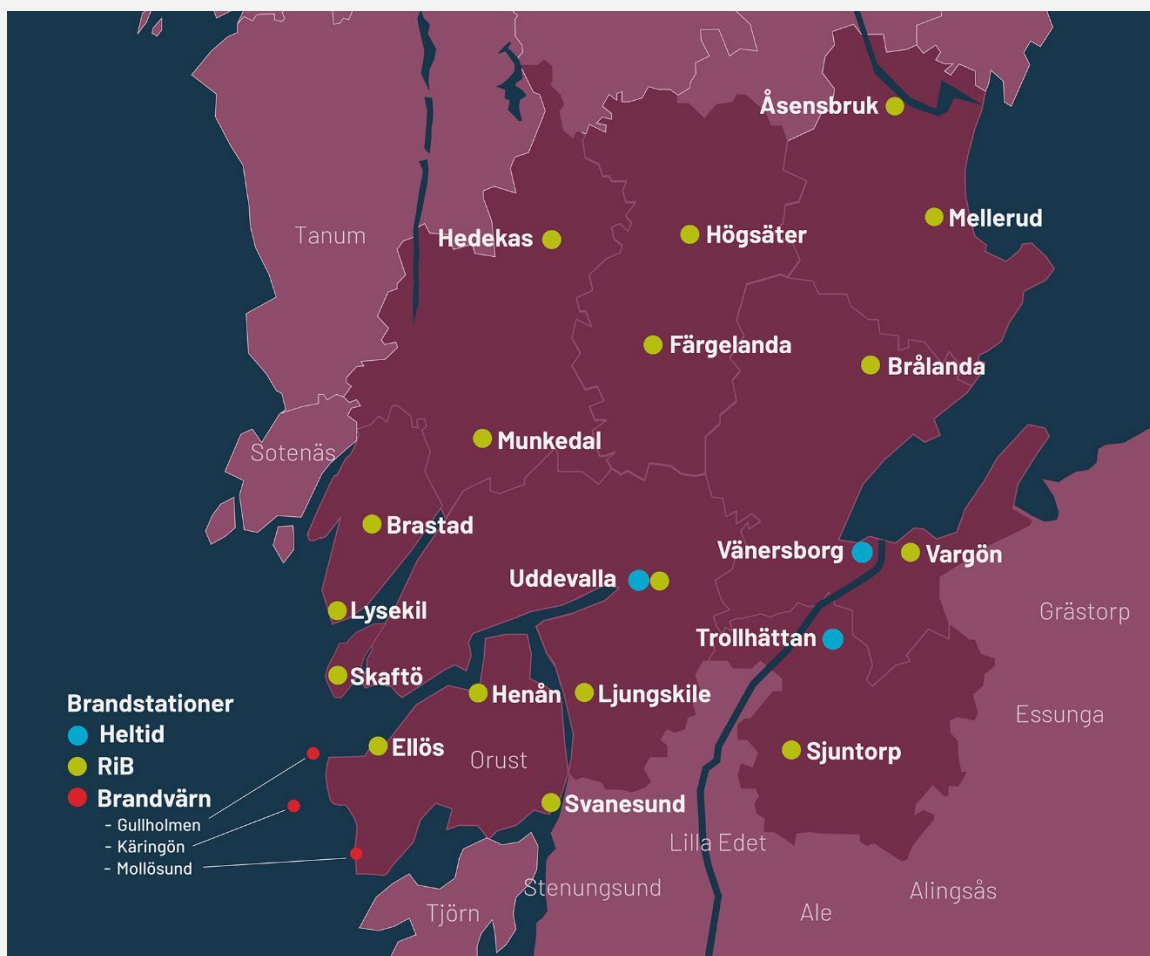 Åsensbruk
Mellerud
Tanum
Hedekas
Högsäter
Färgelanda
Brålanda
Munkedal
Sotenäs
Brastad
Vänersborg
Vargön
Uddevalla
Lysekil
Grästorp
Trollhättan
Skaftö
Henån
Ljungskile
Brandstationer
Heltid
RiB
Brandvärn
- Gullholmen
- Käringön
- Mollösund
Essunga
Ellös
Orust
Sjuntorp
Svanesund
Lilla Edet
Stenungsund
Alingsås
Tjörn
Ale